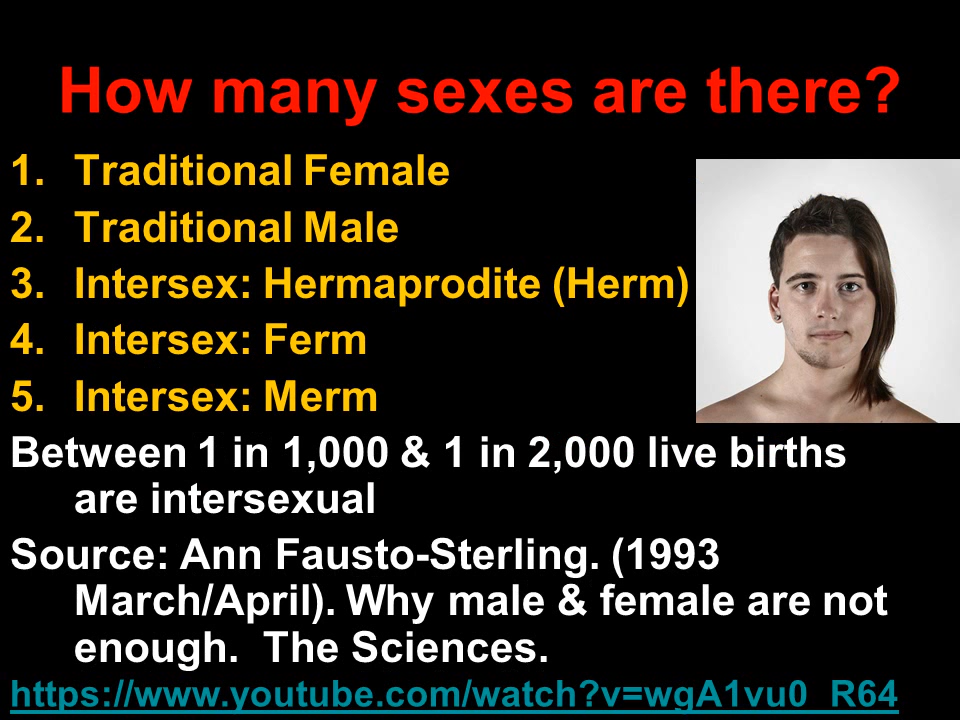 How many sexes are there?
1. Traditional Female
2. Traditional Male
3. Intersex: Hermaprodite (Herm)
4. Intersex: Ferm
5. Intersex: Merm
Between 1 in 1,000 & 1 in 2,000 live births
are intersexual
Source: Ann Fausto-Sterling. (1993
March/April). Why male & female are not
enough. The Sciences.
https://www.youtube.com/watch?v=wgA1vu0_R64